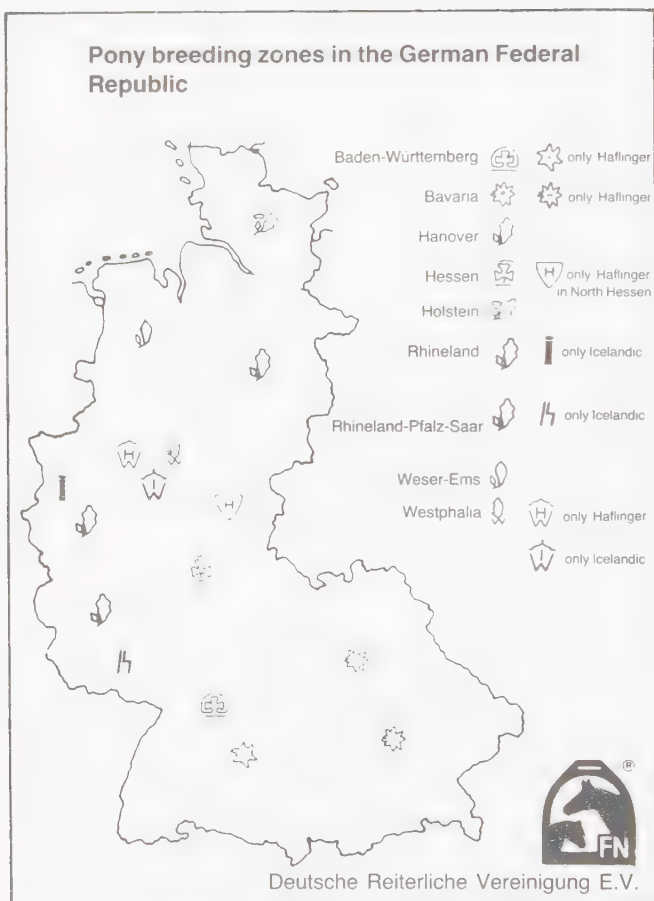 Pony breeding zones in the German Federal
Republic
Baden-Württemberg only Haflinger
Bavaria only Haflinger
Hanover
Hessen H only Haflinger
in North Hessen
Holstein
Rhineland only Icelandic
Rhineland-Pfalz-Saar only Icelandic
Weser-Ems
Westphalia H only Haflinger
I only Icelandic
H
I
H
®
FN
Deutsche Reiterliche Vereinigung E.V.